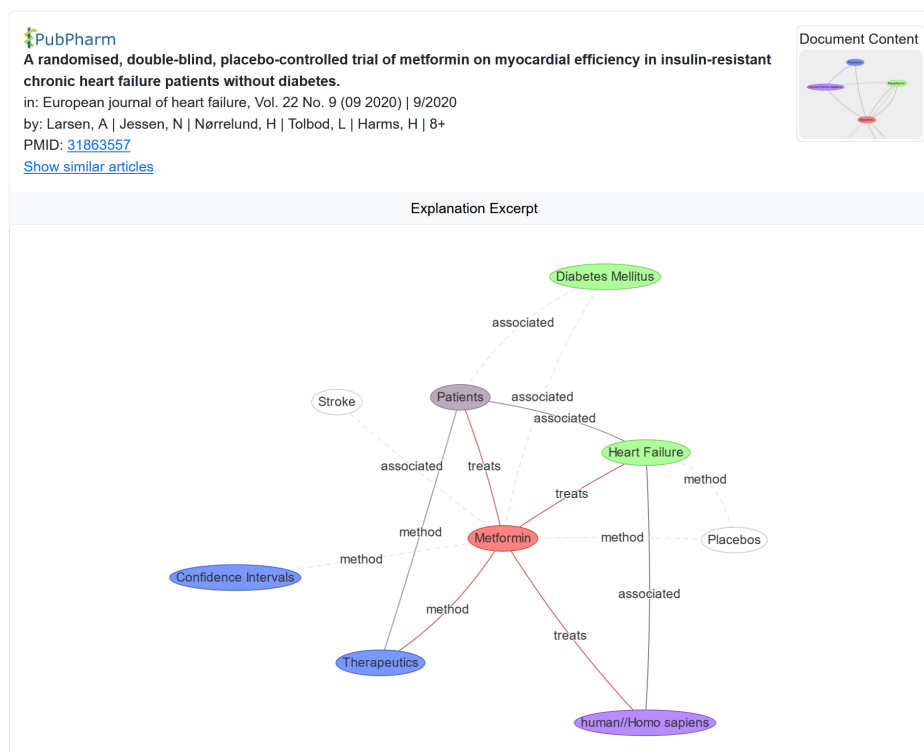 PubPharm
A randomised, double-blind, placebo-controlled trial of metformin on myocardial efficiency in insulin-resistant
chronic heart failure patients without diabetes.
in: European journal of heart failure, Vol. 22 No. 9 (09 2020) | 9/2020
by: Larsen, A | Jessen, N | Nørrelund, H | Tolbod, L | Harms, H | 8+
PMID: 31863557
Show similar articles
Document Content
Explanation Excerpt
Diabetes Mellitus
associated
Stroke
Patients
associated
associated
Heart Failure
associated
treats
method
treats
method
Metformin
method
Placebos
method
Confidence Intervals
associated
method
treats
Therapeutics
human//Homo sapiens